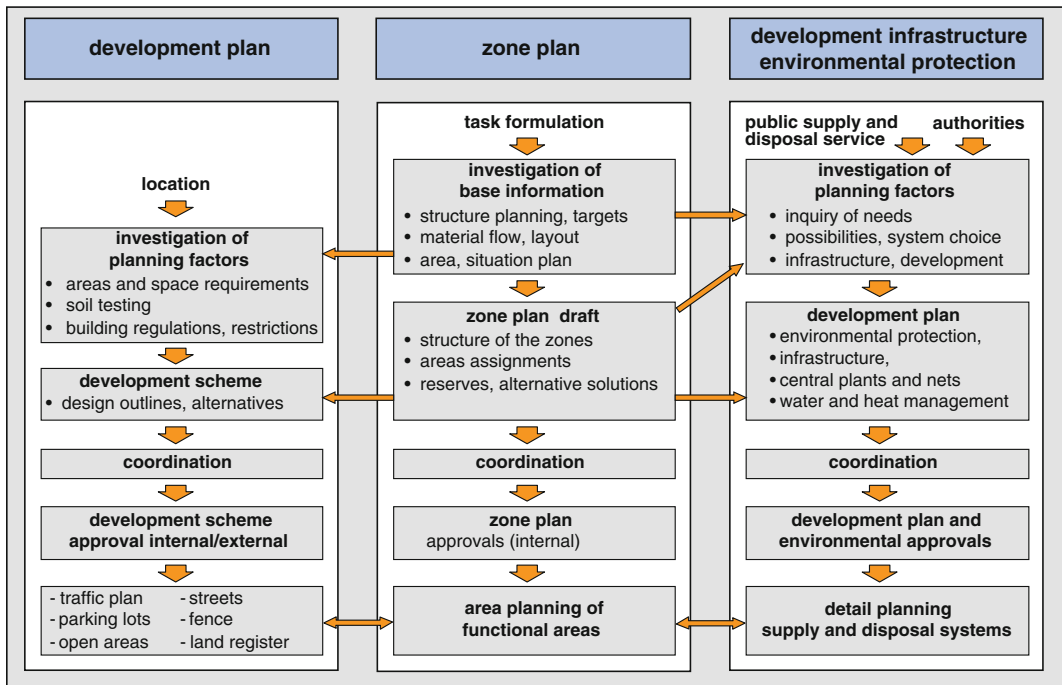 development plan
location
investigation of
planning factors
• areas and space requirements
• soil testing
• building regulations, restrictions
development scheme
• design outlines, alternatives
coordination
development scheme
approval internal/external
- traffic plan - streets
- parking lots - fence
- open areas - land register
zone plan
task formulation
investigation of
base information
• structure planning, targets
• material flow, layout
• area, situation plan
zone plan draft
• structure of the zones
• areas assignments
• reserves, alternative solutions
coordination
zone plan
approvals (internal)
area planning of
functional areas
development infrastructure
environmental protection
public supply and
disposal service
authorities
investigation of
planning factors
• inquiry of needs
• possibilities, system choice
• infrastructure, development
development plan
• environmental protection,
• infrastructure,
• central plants and nets
• water and heat management
coordination
development plan and
environmental approvals
detail planning
supply and disposal systems